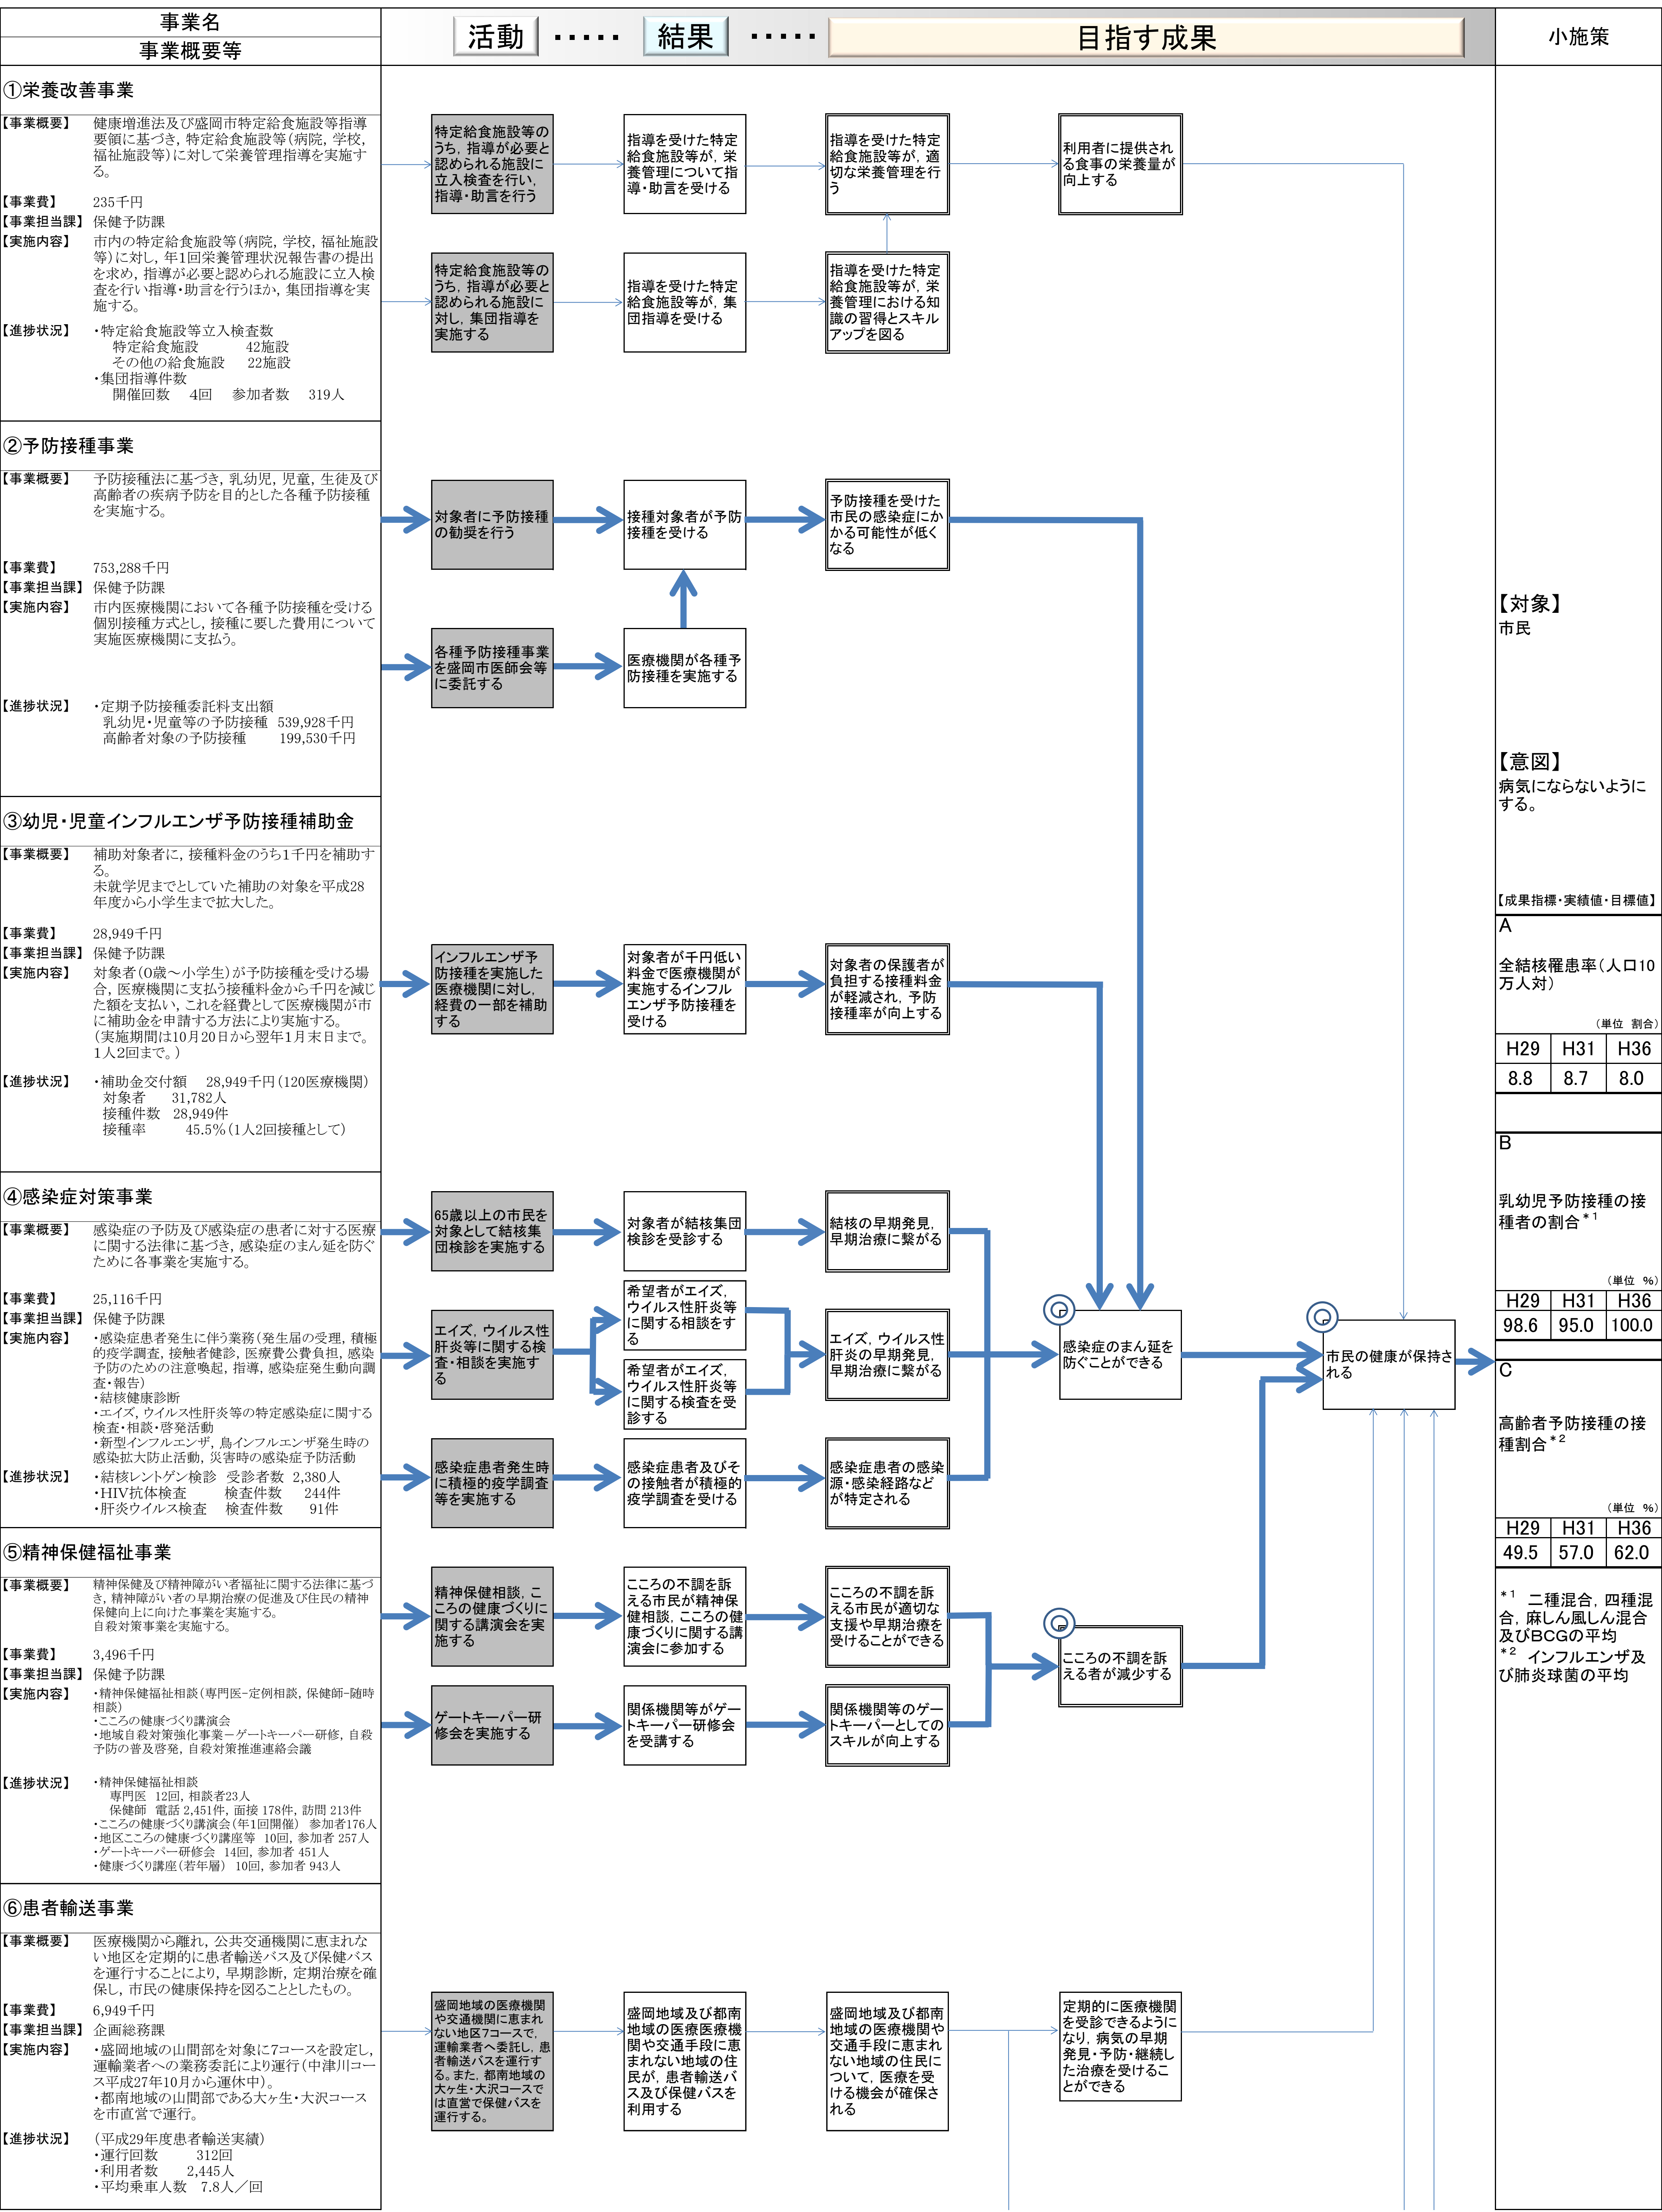 事業名
事業概要等
活動 ‥‥‥ 結果 ‥‥‥ 目指す成果
小施策
①栄養改善事業
【事業概要】 健康増進法及び盛岡市特定給食施設等指導
要領に基づき，特定給食施設等（病院，学校，
福祉施設等）に対して栄養管理指導を実施す
る。
【事業費】 235千円
【事業担当課】 保健予防課
【実施内容】 市内の特定給食施設等（病院，学校，福祉施設
等）に対し，年1回栄養管理状況報告書の提出
を求め，指導が必要と認められる施設に立入検
査を行い指導・助言を行うほか，集団指導を実
施する。
【進捗状況】 ・特定給食施設等立入検査数
特定給食施設 42施設
その他の給食施設 22施設
・集団指導件数
開催回数 4回 参加者数 319人
特定給食施設等の
うち，指導が必要と
認められる施設に
立入検査を行い，
指導・助言を行う
指導を受けた特定
給食施設等が，栄
養管理について指
導・助言を受ける
指導を受けた特定
給食施設等が，適
切な栄養管理を行
う
利用者に提供され
る食事の栄養量が
向上する
特定給食施設等の
うち，指導が必要と
認められる施設に
対し，集団指導を
実施する
指導を受けた特定
給食施設等が，集
団指導を受ける
指導を受けた特定
給食施設等が，栄
養管理における知
識の習得とスキル
アップを図る
②予防接種事業
【事業概要】 予防接種法に基づき，乳幼児，児童，生徒及び
高齢者の疾病予防を目的とした各種予防接種
を実施する。
【事業費】 753,288千円
【事業担当課】 保健予防課
【実施内容】 市内医療機関において各種予防接種を受ける
個別接種方式とし，接種に要した費用について
実施医療機関に支払う。
【進捗状況】 ・定期予防接種委託料支出額
乳幼児・児童等の予防接種 539,928千円
高齢者対象の予防接種 199,530千円
対象者に予防接種
の勧奨を行う
接種対象者が予防
接種を受ける
予防接種を受けた
市民の感染症にか
かる可能性が低く
なる
各種予防接種事業
を盛岡市医師会等
に委託する
医療機関が各種予
防接種を実施する
③幼児・児童インフルエンザ予防接種補助金
【事業概要】 補助対象者に，接種料金のうち1千円を補助す
る。
未就学児までとしていた補助の対象を平成28
年度から小学生まで拡大した。
【事業費】 28,949千円
【事業担当課】 保健予防課
【実施内容】 対象者（0歳～小学生）が予防接種を受ける場
合，医療機関に支払う接種料金から千円を減じ
た額を支払い，これを経費として医療機関が市
に補助金を申請する方法により実施する。
（実施期間は10月20日から翌年1月末日まで。
1人2回まで。）
【進捗状況】 ・補助金交付額 28,949千円（120医療機関）
対象者 31,782人
接種件数 28,949件
接種率 45.5％（1人2回接種として）
インフルエンザ予
防接種を実施した
医療機関に対し，
経費の一部を補助
する
対象者が千円低い
料金で医療機関が
実施するインフル
エンザ予防接種を
受ける
対象者の保護者が
負担する接種料金
が軽減され，予防
接種率が向上する
④感染症対策事業
【事業概要】 感染症の予防及び感染症の患者に対する医療
に関する法律に基づき，感染症のまん延を防ぐ
ために各事業を実施する。
【事業費】 25,116千円
【事業担当課】 保健予防課
【実施内容】 ・感染症患者発生に伴う業務（発生届の受理，積極
的疫学調査，接触者健診，医療費公費負担，感染
予防のための注意喚起，指導，感染症発生動向調
査・報告）
・結核健康診断
・エイズ，ウイルス性肝炎等の特定感染症に関する
検査・相談・啓発活動
・新型インフルエンザ，鳥インフルエンザ発生時の
感染拡大防止活動，災害時の感染症予防活動
【進捗状況】 ・結核レントゲン検診 受診者数 2,380人
・HIV抗体検査 検査件数 244件
・肝炎ウイルス検査 検査件数 91件
65歳以上の市民を
対象として結核集
団検診を実施する
対象者が結核集団
検診を受診する
結核の早期発見，
早期治療に繋がる
エイズ，ウイルス性
肝炎等に関する検
査・相談を実施す
る
希望者がエイズ，
ウイルス性肝炎等
に関する相談をす
る
希望者がエイズ，
ウイルス性肝炎等
に関する検査を受
診する
エイズ，ウイルス性
肝炎の早期発見，
早期治療に繋がる
感染症のまん延を
防ぐことができる
市民の健康が保持さ
れる
感染症患者発生時
に積極的疫学調査
等を実施する
感染症患者及びそ
の接触者が積極的
疫学調査を受ける
感染症患者の感染
源・感染経路など
が特定される
⑤精神保健福祉事業
【事業概要】 精神保健及び精神障がい者福祉に関する法律に基づ
き，精神障がい者の早期治療の促進及び住民の精神
保健向上に向けた事業を実施する。
自殺対策事業を実施する。
【事業費】 3,496千円
【事業担当課】 保健予防課
【実施内容】 ・精神保健福祉相談（専門医−定例相談，保健師−随時
相談）
・こころの健康づくり講演会
・地域自殺対策強化事業－ゲートキーパー研修，自殺
予防の普及啓発，自殺対策推進連絡会議
【進捗状況】 ・精神保健福祉相談
専門医 12回，相談者23人
保健師 電話 2,451件，面接 178件，訪問 213件
・こころの健康づくり講演会（年1回開催） 参加者176人
・地区こころの健康づくり講座等 10回，参加者 257人
・ゲートキーパー研修会 14回，参加者 451人
・健康づくり講座（若年層） 10回，参加者 943人
精神保健相談，こ
ころの健康づくりに
関する講演会を実
施する
こころの不調を訴
える市民が精神保
健相談，こころの健
康づくりに関する講
演会に参加する
こころの不調を訴
える市民が適切な
支援や早期治療を
受けることができる
こころの不調を訴
える者が減少する
ゲートキーパー研
修会を実施する
関係機関等がゲー
トキーパー研修会
を受講する
関係機関等のゲー
トキーパーとしての
スキルが向上する
⑥患者輸送事業
【事業概要】 医療機関から離れ，公共交通機関に恵まれな
い地区を定期的に患者輸送バス及び保健バス
を運行することにより，早期診断，定期治療を確
保し，市民の健康保持を図ることとしたもの。
【事業費】 6,949千円
【事業担当課】 企画総務課
【実施内容】 ・盛岡地域の山間部を対象に7コースを設定し，
運輸業者への業務委託により運行（中津川コー
ス平成27年10月から運休中）。
・都南地域の山間部である大ヶ生・大沢コース
を市直営で運行。
【進捗状況】 （平成29年度患者輸送実績）
・運行回数 312回
・利用者数 2,445人
・平均乗車人数 7.8人／回
盛岡地域の医療機関
や交通機関に恵まれ
ない地区7コースで，
運輸業者へ委託し，患
者輸送バスを運行す
る。また，都南地域の
大ヶ生・大沢コースで
は直営で保健バスを
運行する。
盛岡地域及び都南
地域の医療医療機
関や交通手段に恵
まれない地域の住
民が，患者輸送バ
ス及び保健バスを
利用する
盛岡地域及び都南
地域の医療機関や
交通手段に恵まれ
ない地域の住民に
ついて，医療を受
ける機会が確保さ
れる
定期的に医療機関
を受診できるように
なり，病気の早期
発見・予防・継続し
た治療を受けるこ
とができる
【対象】
市民
【意図】
病気にならないように
する。
【成果指標・実績値・目標値】
A
全結核罹患率（人口10
万人対）
（単位 割合）
H29 H31 H36
8.8 8.7 8.0
B
乳幼児予防接種の接
種者の割合＊1
（単位 ％）
H29 H31 H36
98.6 95.0 100.0
C
高齢者予防接種の接
種割合＊2
（単位 ％）
H29 H31 H36
49.5 57.0 62.0
＊1 二種混合，四種混
合，麻しん風しん混合
及びBCGの平均
＊2 インフルエンザ及
び肺炎球菌の平均